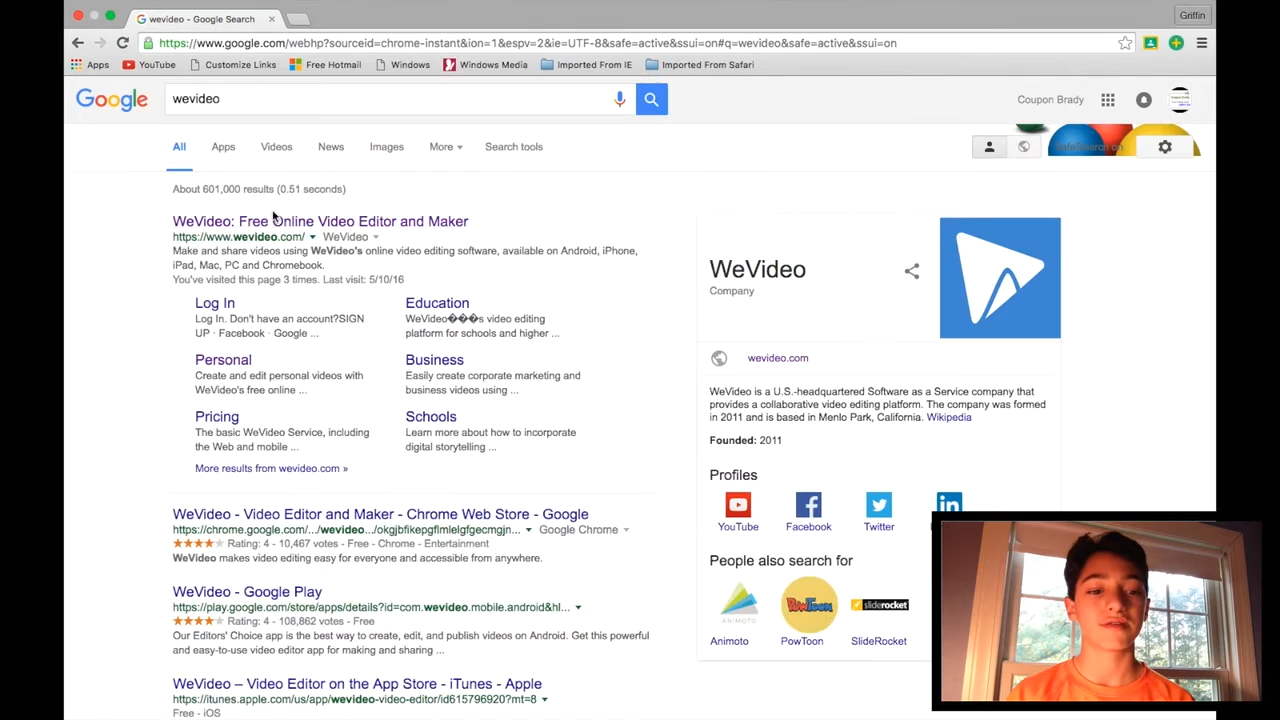 wevideo - Google Search
Griffin
https://www.google.com/webhp?sourceid=chrome-instant&ion=1&espv=2&ie=UTF-8&safe=active&ssui=on#q=wevideo&safe=active&ssui=on
Apps YouTube Customize Links Free Hotmail Windows Windows Media Imported From IE Imported From Safari
Google wevideo Coupon Brady
All Apps Videos News Images More Search tools SafeSearch on
About 601,000 results (0.51 seconds)
WeVideo: Free Online Video Editor and Maker
https://www.wevideo.com/ WeVideo
Make and share videos using WeVideo's online video editing software, available on Android, iPhone,
iPad, Mac, PC and Chromebook.
You've visited this page 3 times. Last visit: 5/10/16
Log In
Log In. Don't have an account?SIGN
UP · Facebook · Google ...
Education
WeVideo���s video editing
platform for schools and higher ...
Personal
Create and edit personal videos with
WeVideo's free online ...
Business
Easily create corporate marketing and
business videos using ...
Pricing
The basic WeVideo Service, including
the Web and mobile ...
Schools
Learn more about how to incorporate
digital storytelling ...
More results from wevideo.com »
WeVideo - Video Editor and Maker - Chrome Web Store - Google
https://chrome.google.com/.../wevideo.../okgjbfikepgflmlelgfgecmgjn... Google Chrome
Rating: 4 - 10,467 votes - Free - Chrome - Entertainment
WeVideo makes video editing easy for everyone and accessible from anywhere.
WeVideo - Google Play
https://play.google.com/store/apps/details?id=com.wevideo.mobile.android&hl...
Rating: 4 - 108,862 votes - Free
Our Editors' Choice app is the best way to create, edit, and publish videos on Android. Get this powerful
and easy-to-use video editor app for making and sharing ...
WeVideo – Video Editor on the App Store - iTunes - Apple
https://itunes.apple.com/us/app/wevideo-video-editor/id615796920?mt=8
Free - iOS
WeVideo
Company
wevideo.com
WeVideo is a U.S.-headquartered Software as a Service company that
provides a collaborative video editing platform. The company was formed
in 2011 and is based in Menlo Park, California. Wikipedia
Founded: 2011
Profiles
in
YouTube Facebook Twitter
People also search for
ANIMOTO POWTOON sliderocket
Animoto PowToon SlideRocket